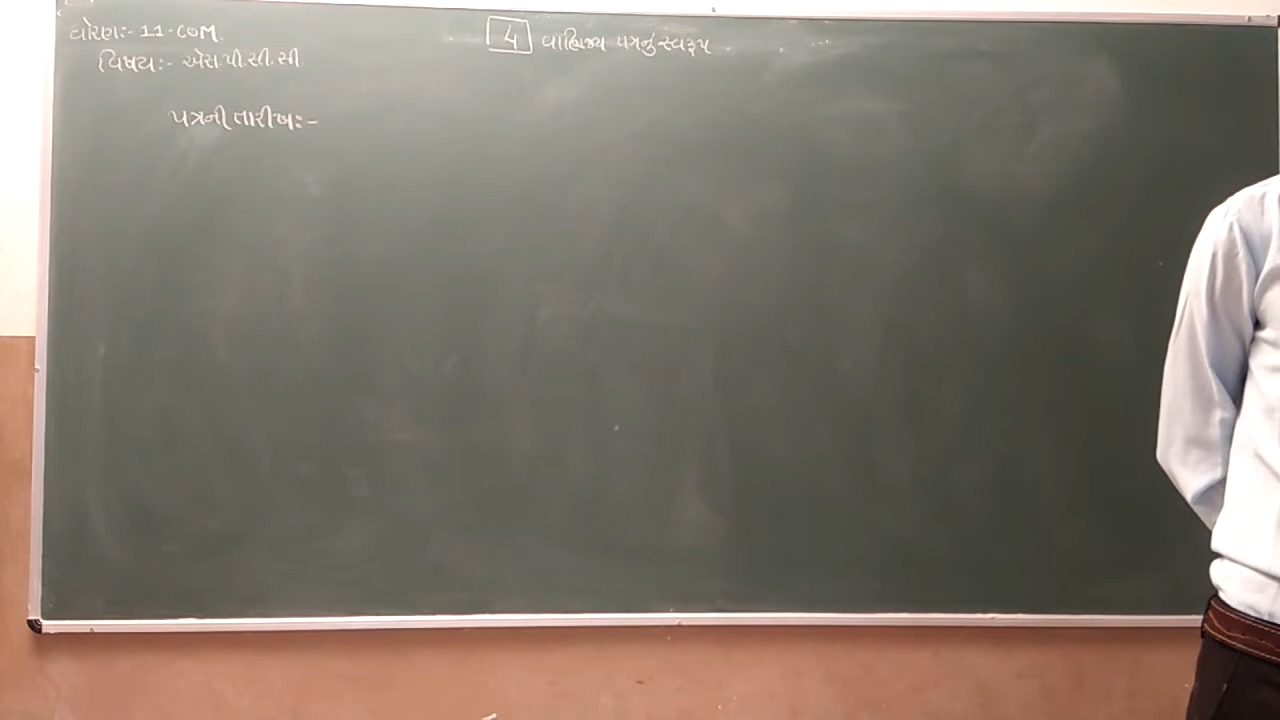 ધોરણઃ- 11-COM.
4 વાણિજ્ય પત્રનું સ્વરૂપ
વિષયઃ- એસ.પી.સી.સી.
પત્રની તારીખઃ-